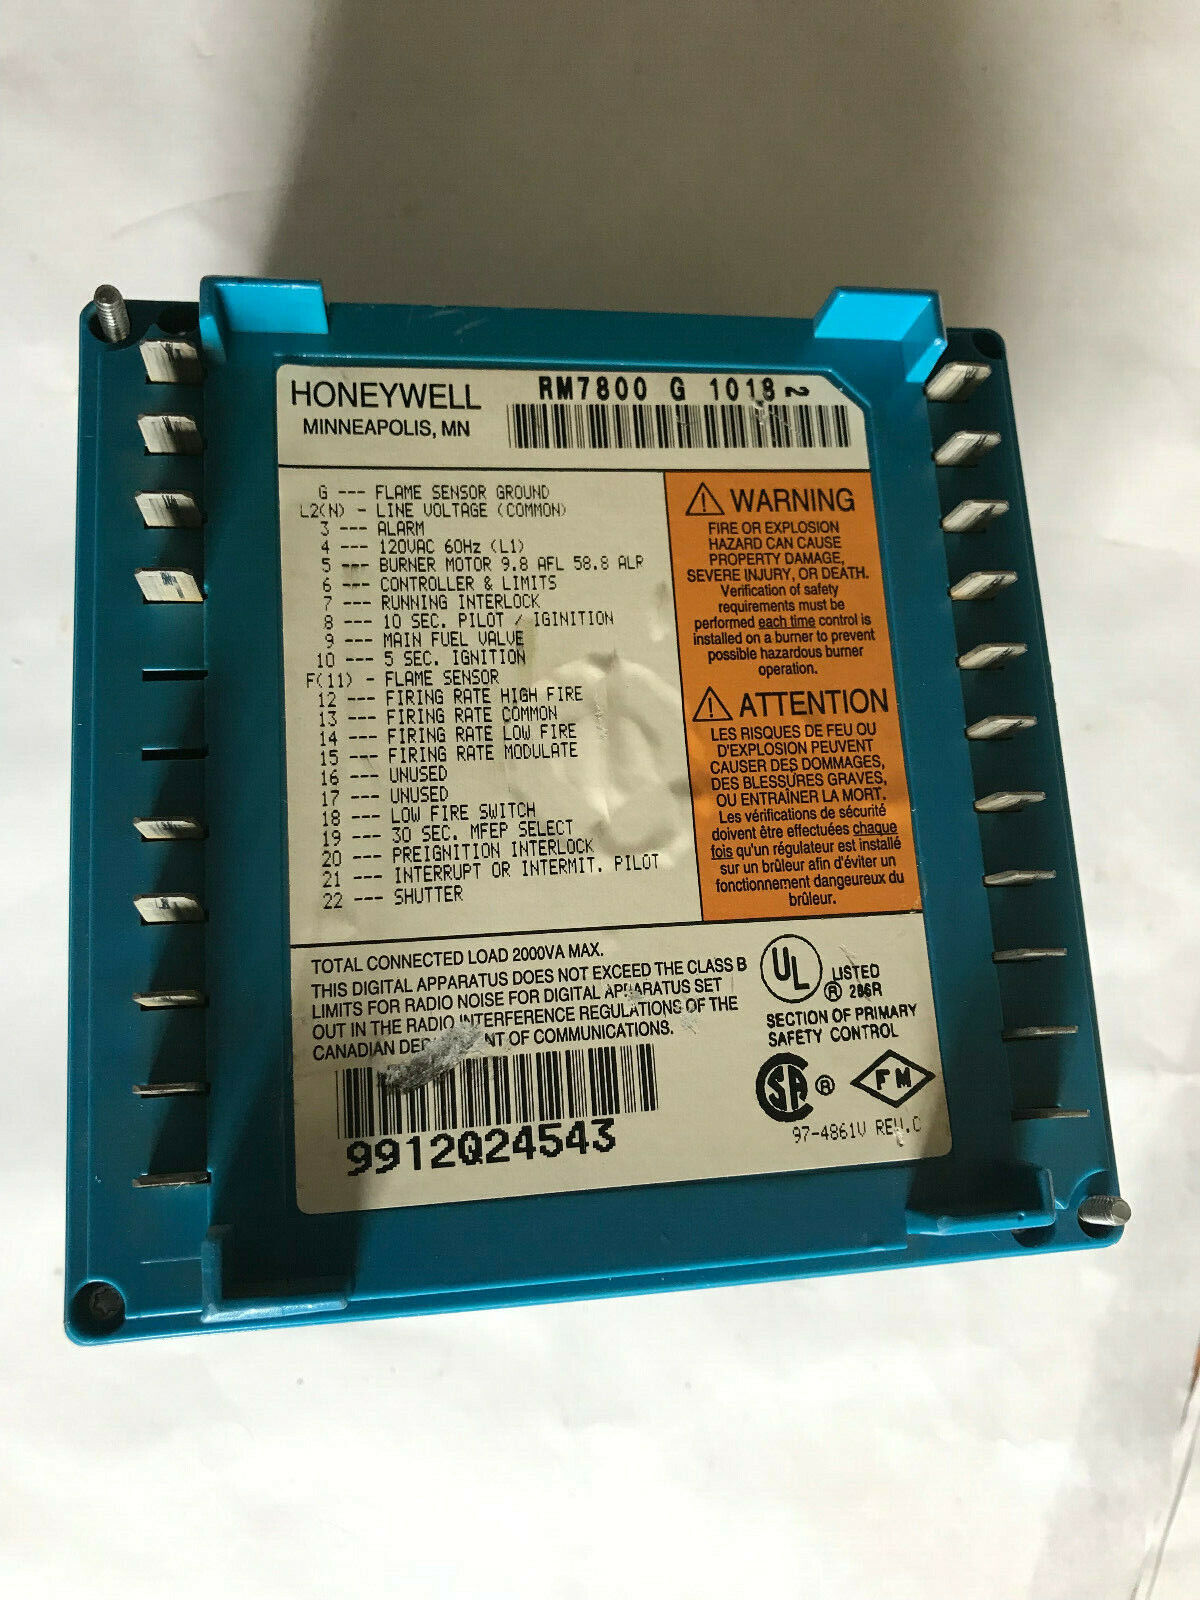 HONEYWELL
MINNEAPOLIS, MN
RM7800 G 1018 2
G --- FLAME SENSOR GROUND
L2(N) - LINE VOLTAGE (COMMON)
3 --- ALARM
4 --- 120VAC 60Hz (L1)
5 --- BURNER MOTOR 9.8 AFL 58.8 ALR
6 --- CONTROLLER & LIMITS
7 --- RUNNING INTERLOCK
8 --- 10 SEC. PILOT / IGINITION
9 --- MAIN FUEL VALVE
10 --- 5 SEC. IGNITION
F(11) - FLAME SENSOR
12 --- FIRING RATE HIGH FIRE
13 --- FIRING RATE COMMON
14 --- FIRING RATE LOW FIRE
15 --- FIRING RATE MODULATE
16 --- UNUSED
17 --- UNUSED
18 --- LOW FIRE SWITCH
19 --- 30 SEC. MFEP SELECT
20 --- PREIGNITION INTERLOCK
21 --- INTERRUPT OR INTERMIT. PILOT
22 --- SHUTTER
WARNING
FIRE OR EXPLOSION
HAZARD CAN CAUSE
PROPERTY DAMAGE,
SEVERE INJURY, OR DEATH.
Verification of safety
requirements must be
performed each time control is
installed on a burner to prevent
possible hazardous burner
operation.
ATTENTION
LES RISQUES DE FEU OU
D'EXPLOSION PEUVENT
CAUSER DES DOMMAGES,
DES BLESSURES GRAVES,
OU ENTRAÎNER LA MORT.
Les vérifications de sécurité
doivent être effectuées chaque
fois qu'un régulateur est installé
sur un brûleur afin d'éviter un
fonctionnement dangeureux du
brûleur.
TOTAL CONNECTED LOAD 2000VA MAX.
THIS DIGITAL APPARATUS DOES NOT EXCEED THE CLASS B
LIMITS FOR RADIO NOISE FOR DIGITAL APPARATUS SET
OUT IN THE RADIO INTERFERENCE REGULATIONS OF THE
CANADIAN OF COMMUNICATIONS.
9912Q24543
UL ® LISTED
286R
SECTION OF PRIMARY
SAFETY CONTROL
SA ® FM
97-4861V REV.C